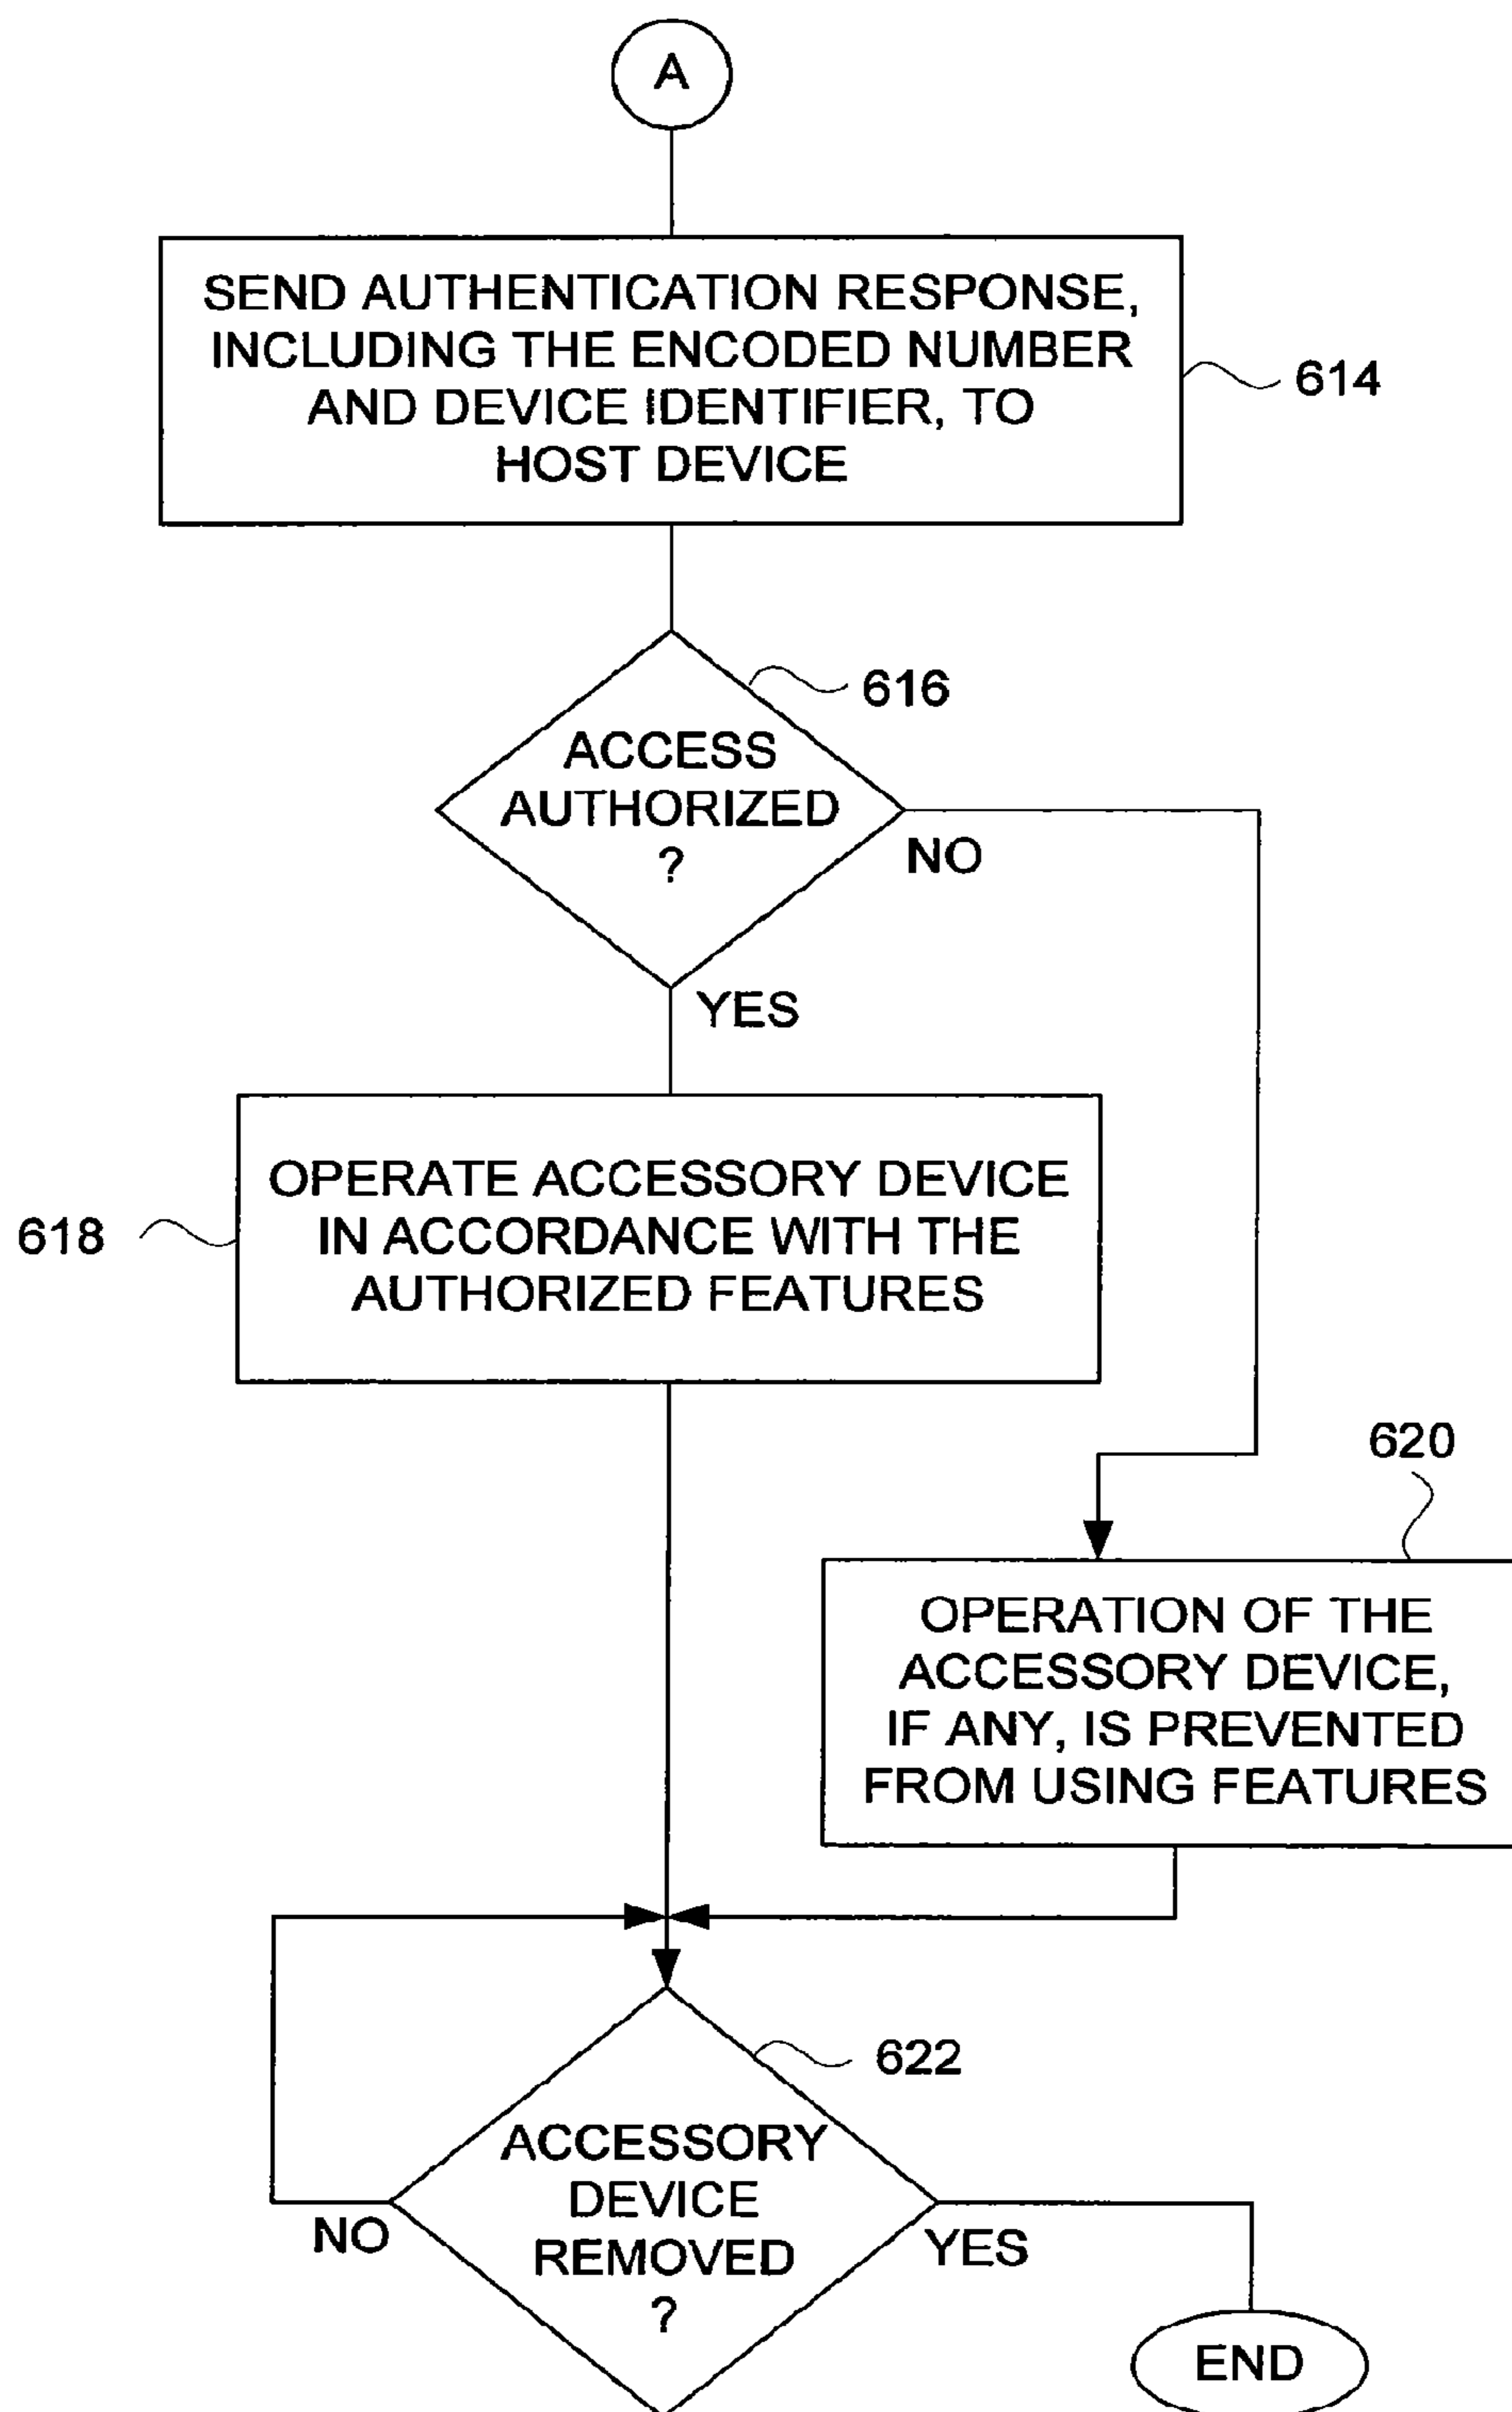 A
SEND AUTHENTICATION RESPONSE,
INCLUDING THE ENCODED NUMBER
AND DEVICE IDENTIFIER, TO
HOST DEVICE
614
616
ACCESS
AUTHORIZED
?
NO
YES
OPERATE ACCESSORY DEVICE
IN ACCORDANCE WITH THE
AUTHORIZED FEATURES
618
620
OPERATION OF THE
ACCESSORY DEVICE,
IF ANY, IS PREVENTED
FROM USING FEATURES
622
ACCESSORY
DEVICE
REMOVED
?
NO
YES
END